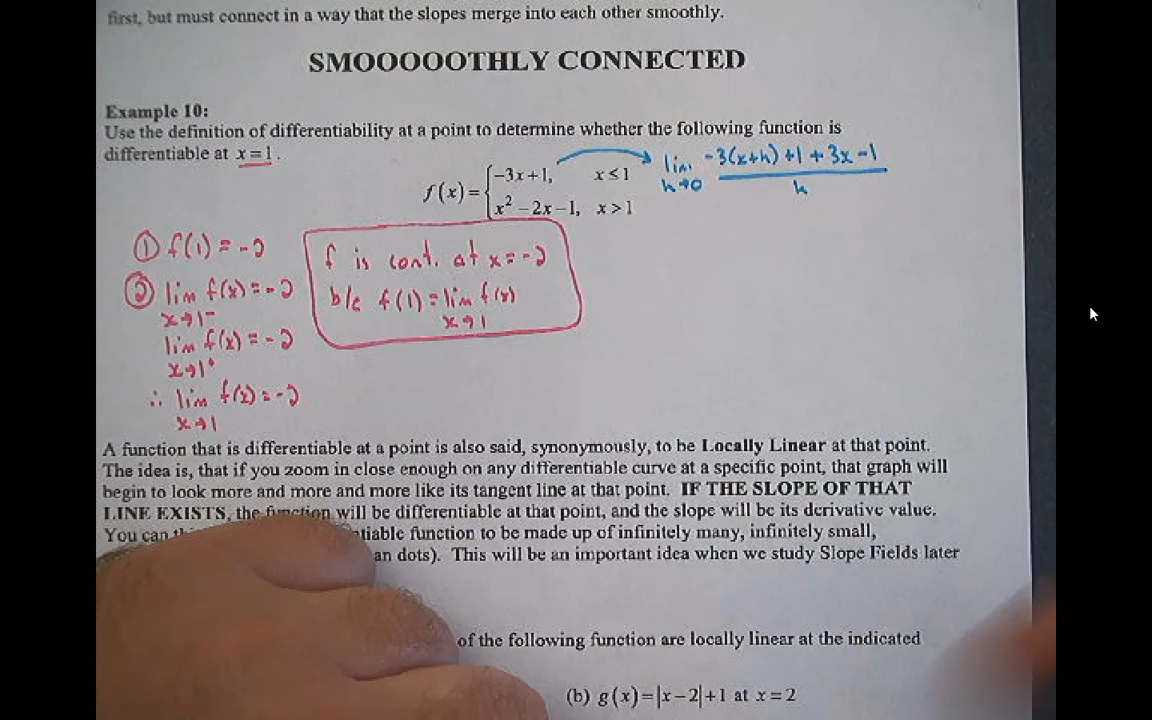 first, but must connect in a way that the slopes merge into each other smoothly.
SMOOOOOTHLY CONNECTED
Example 10:
Use the definition of differentiability at a point to determine whether the following function is
differentiable at x = 1.
f(x) = { -3x+1, x ≤ 1
x² - 2x - 1, x > 1
lim h→0 (-3(x+h) + 1 + 3x - 1) / h
① f(1) = -2
② lim f(x) = -2
x→1⁻
lim f(x) = -2
x→1⁺
∴ lim f(x) = -2
x→1
f is cont. at x = -2
b/c f(1) = lim f(x)
x→1
A function that is differentiable at a point is also said, synonymously, to be Locally Linear at that point.
The idea is, that if you zoom in close enough on any differentiable curve at a specific point, that graph will
begin to look more and more and more like its tangent line at that point. IF THE SLOPE OF THAT
LINE EXISTS, the function will be differentiable at that point, and the slope will be its derivative value.
You can tiable function to be made up of infinitely many, infinitely small,
an dots). This will be an important idea when we study Slope Fields later
of the following function are locally linear at the indicated
(b) g(x) = |x-2| + 1 at x = 2